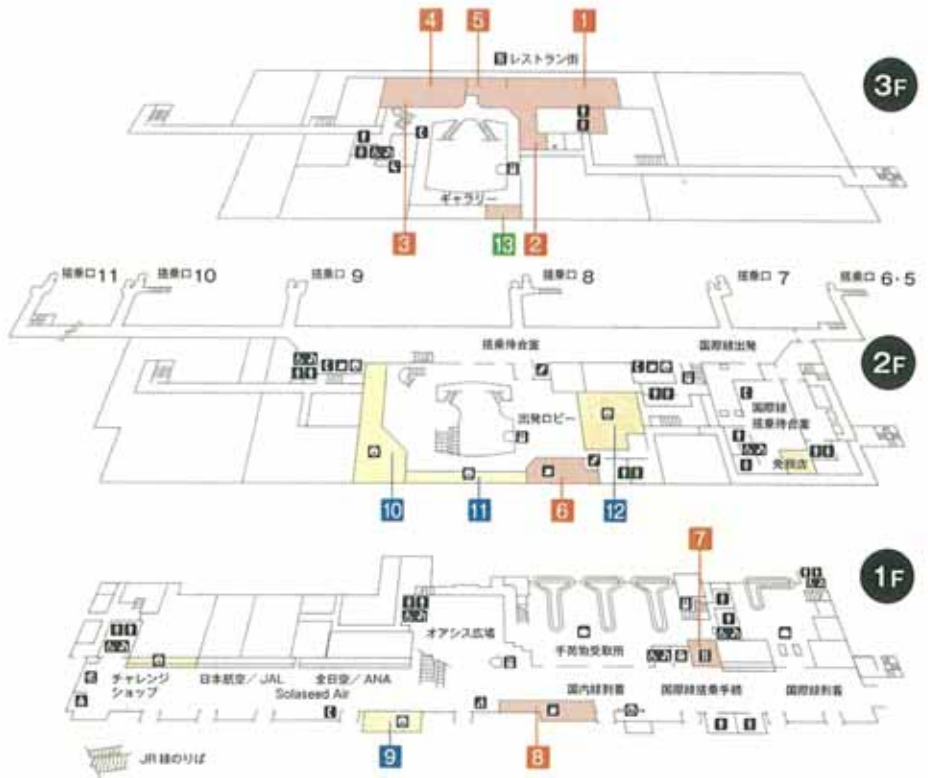 4 5 1
レストラン街
3F
ギャラリー
3 13 2
搭乗口 11 搭乗口 10 搭乗口 9 搭乗口 8 搭乗口 7 搭乗口 6・5
搭乗待合室 国際線出発
2F
出発ロビー
国際線
搭乗待合室
免税店
10 11 6 12
7
1F
オアシス広場
手荷物受取所
チャレンジ
ショップ
日本航空／JAL 全日空／ANA
Solaseed Air
国内線到着 国際線搭乗手続 国際線到着
9 8
JR線のりば